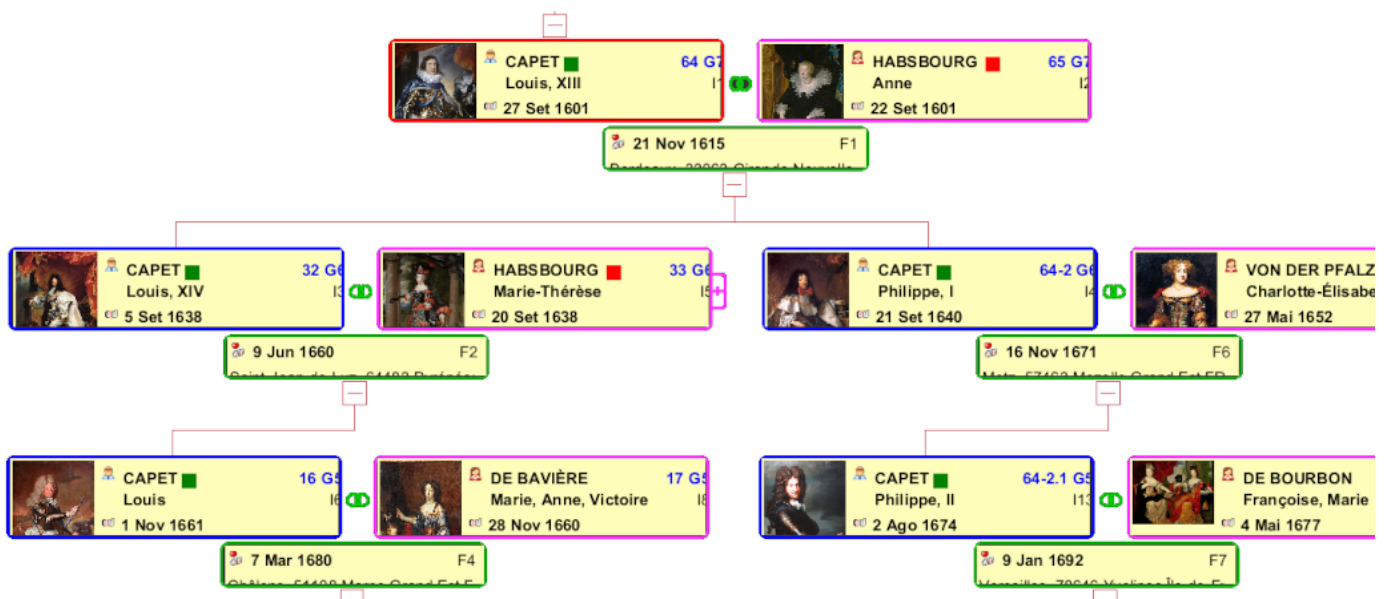 CAPET 64 G7
Louis, XIII I1
27 Set 1601
HABSBOURG 65 G7
Anne I2
22 Set 1601
21 Nov 1615 F1
CAPET 32 G6
Louis, XIV I3
5 Set 1638
HABSBOURG 33 G6
Marie-Thérèse I5
20 Set 1638
CAPET 64-2 G6
Philippe, I I4
21 Set 1640
VON DER PFALZ
Charlotte-Élisabe
27 Mai 1652
9 Jun 1660 F2
16 Nov 1671 F6
CAPET 16 G5
Louis I6
1 Nov 1661
DE BAVIÈRE 17 G5
Marie, Anne, Victoire I8
28 Nov 1660
CAPET 64-2.1 G5
Philippe, II I13
2 Ago 1674
DE BOURBON
Françoise, Marie
4 Mai 1677
7 Mar 1680 F4
9 Jan 1692 F7